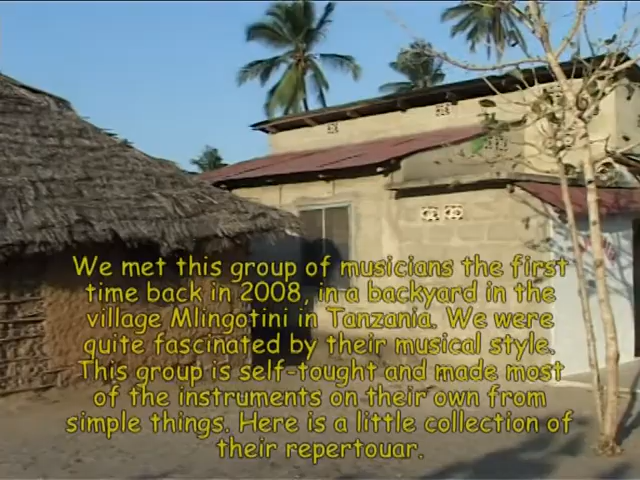 We met this group of musicians the first
time back in 2008, in a backyard in the
village Mlingotini in Tanzania. We were
quite fascinated by their musical style.
This group is self-tought and made most
of the instruments on their own from
simple things. Here is a little collection of
their repertouar.